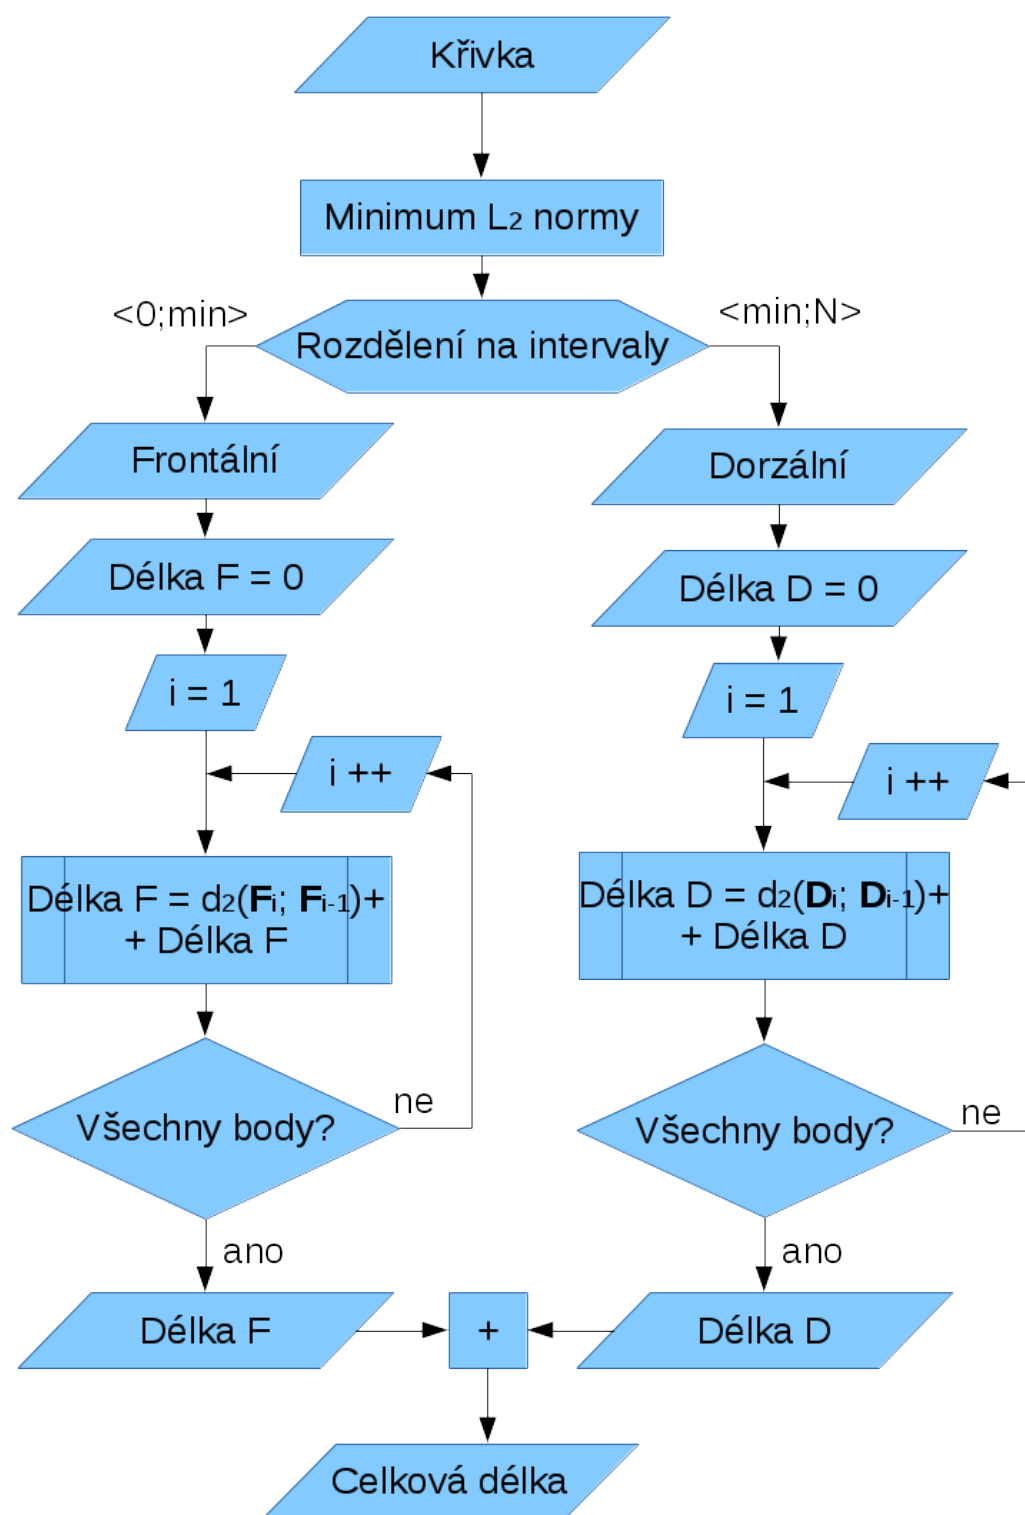 Křivka
Minimum L₂ normy
<0;min>
<min;N>
Rozdělení na intervaly
Frontální
Délka F = 0
i = 1
i ++
Délka F = d₂(Fᵢ; Fᵢ₋₁)+
+ Délka F
Všechny body?
ne
ano
Délka F
Dorzální
Délka D = 0
i = 1
i ++
Délka D = d₂(Dᵢ; Dᵢ₋₁)+
+ Délka D
Všechny body?
ne
ano
Délka D
+
Celková délka